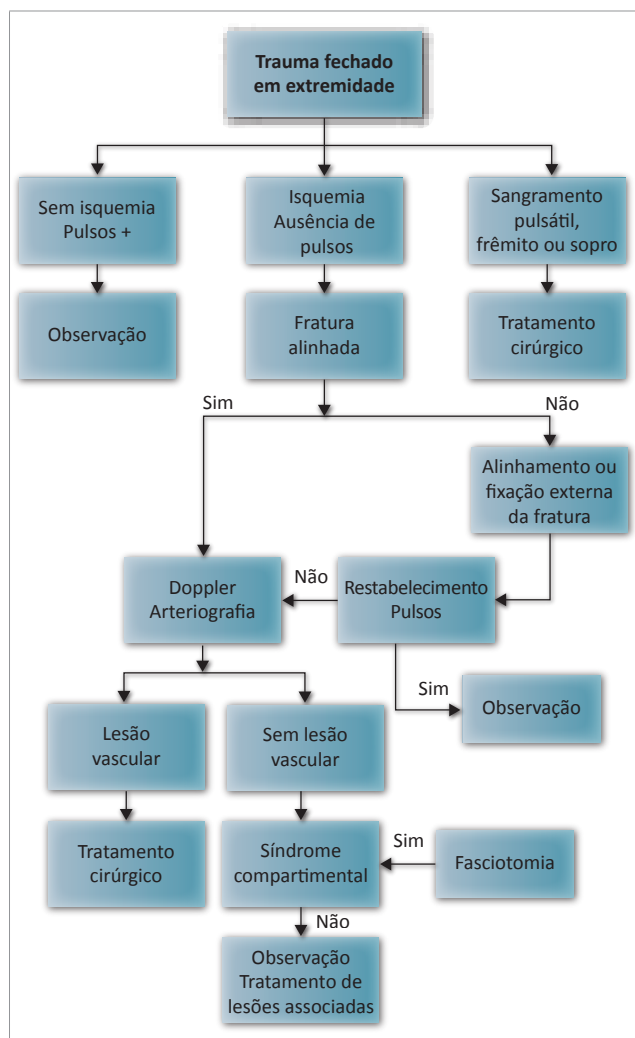 Trauma fechado
em extremidade
Sem isquemia
Pulsos +
Isquemia
Ausência de
pulsos
Sangramento
pulsátil,
frêmito ou sopro
Observação
Fratura
alinhada
Tratamento
cirúrgico
Sim
Não
Alinhamento ou
fixação externa
da fratura
Doppler
Arteriografia
Não
Restabelecimento
Pulsos
Sim
Observação
Lesão
vascular
Sem lesão
vascular
Tratamento
cirúrgico
Síndrome
compartimental
Sim
Fasciotomia
Não
Observação
Tratamento de
lesões associadas